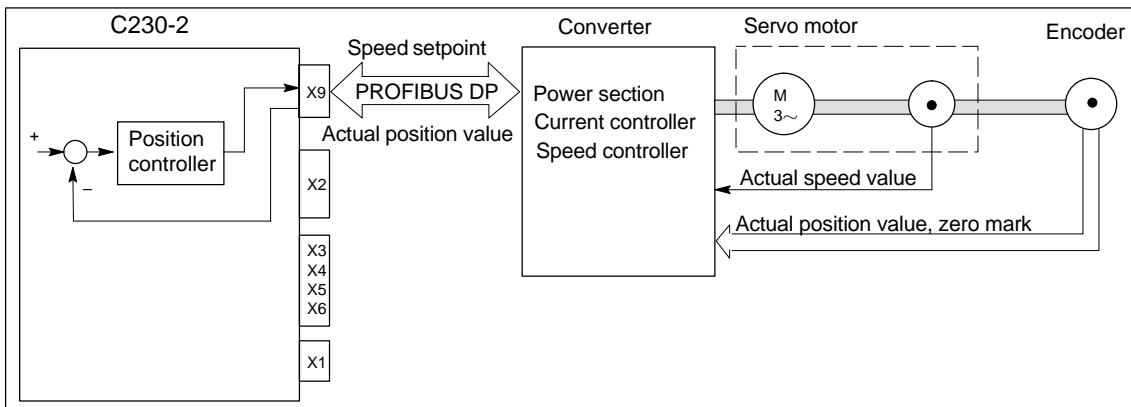 C230-2
Converter
Servo motor
Encoder
Speed setpoint
X9
PROFIBUS DP
Actual position value
Power section
Current controller
Speed controller
M
3~
+
Position
controller
–
X2
Actual speed value
Actual position value, zero mark
X3
X4
X5
X6
X1